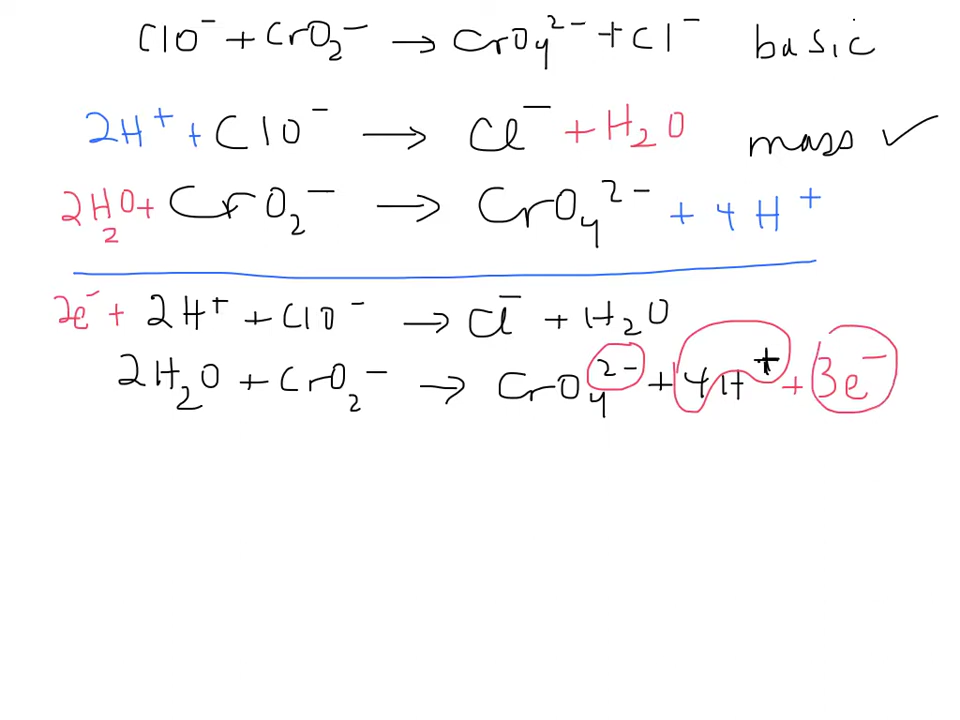 ClO⁻ + CrO₂⁻ → CrO₄²⁻ + Cl⁻ basic
2H⁺ + ClO⁻ → Cl⁻ + H₂O mass ✓
2H₂O + CrO₂⁻ → CrO₄²⁻ + 4H⁺
2e⁻ + 2H⁺ + ClO⁻ → Cl⁻ + H₂O
2H₂O + CrO₂⁻ → CrO₄²⁻ + 4H⁺ + 3e⁻